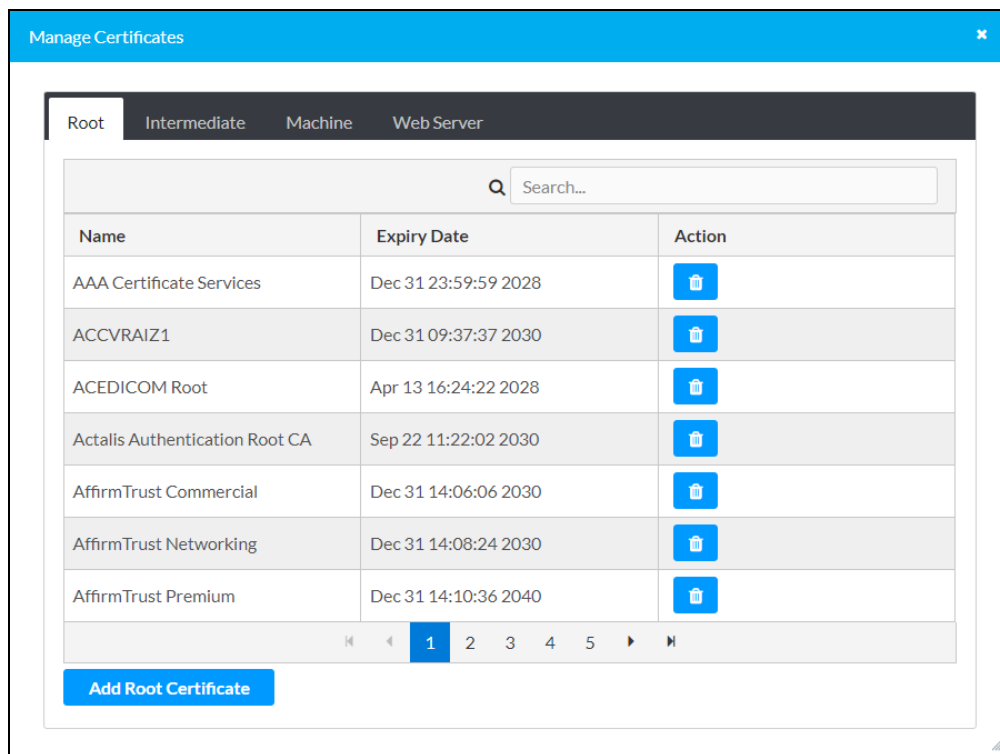 Manage Certificates
Root Intermediate Machine Web Server
Search...
Name Expiry Date Action
AAA Certificate Services Dec 31 23:59:59 2028
ACCVRAIZ1 Dec 31 09:37:37 2030
ACEDICOM Root Apr 13 16:24:22 2028
Actalis Authentication Root CA Sep 22 11:22:02 2030
AffirmTrust Commercial Dec 31 14:06:06 2030
AffirmTrust Networking Dec 31 14:08:24 2030
AffirmTrust Premium Dec 31 14:10:36 2040
1 2 3 4 5
Add Root Certificate